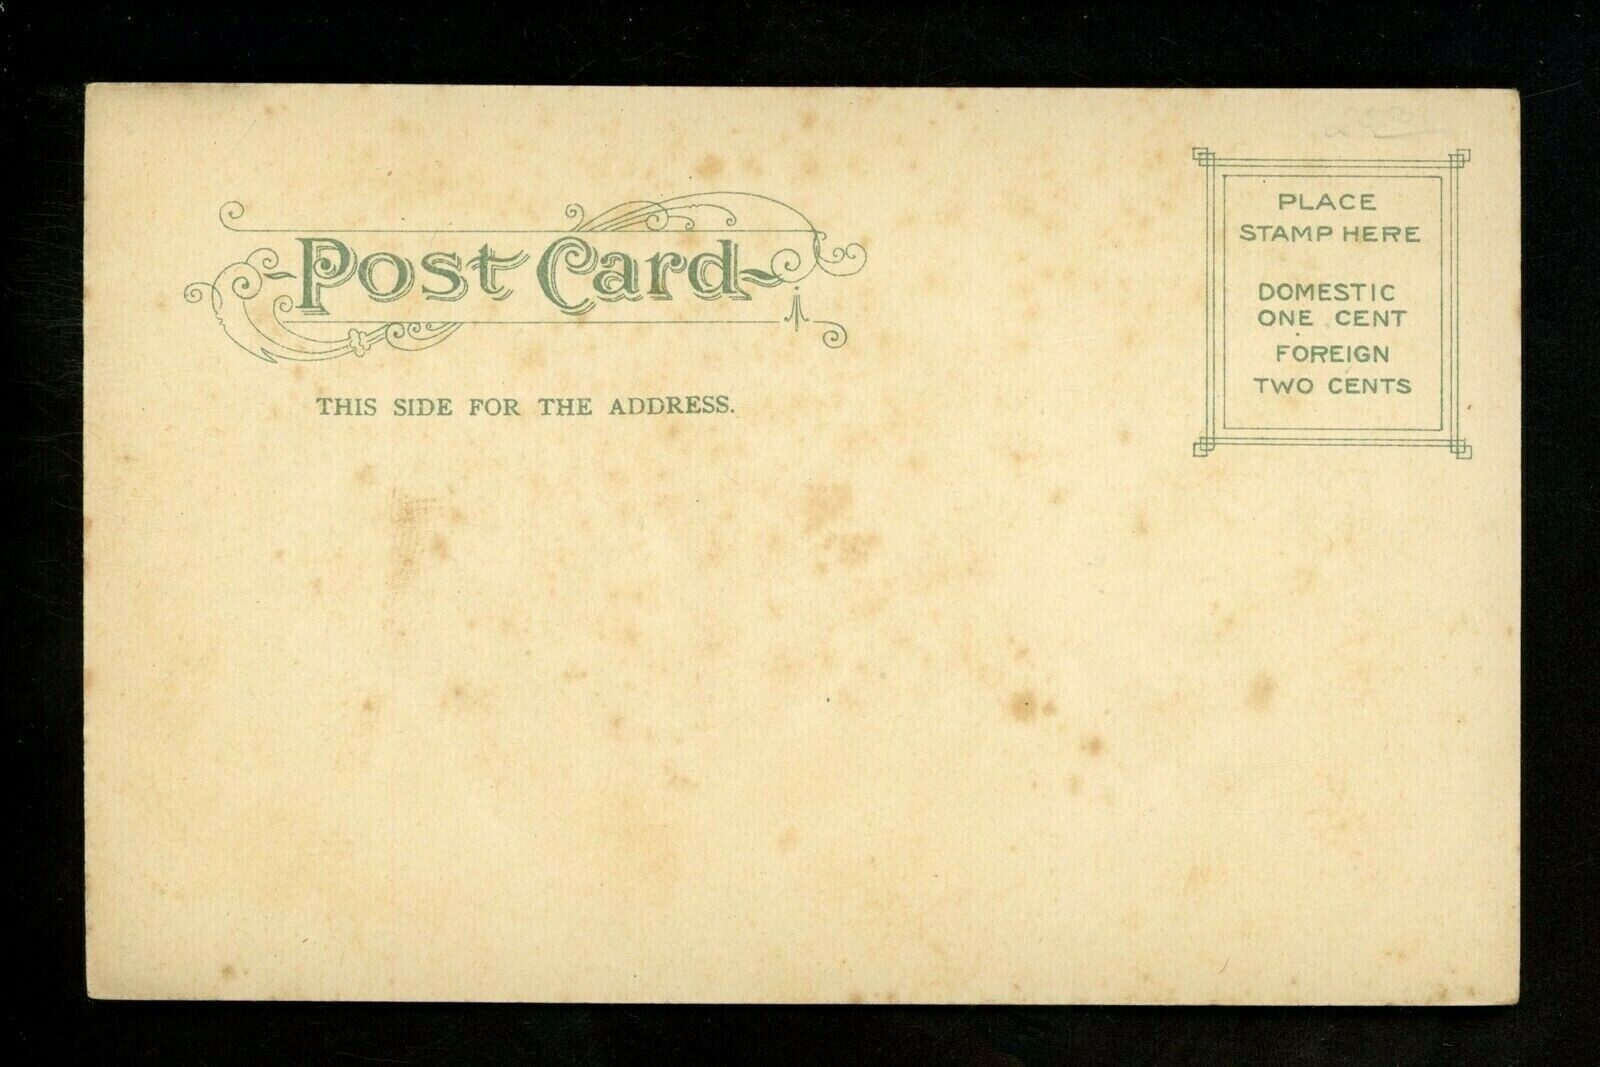 Post Card
THIS SIDE FOR THE ADDRESS.
PLACE
STAMP HERE
DOMESTIC
ONE CENT
FOREIGN
TWO CENTS